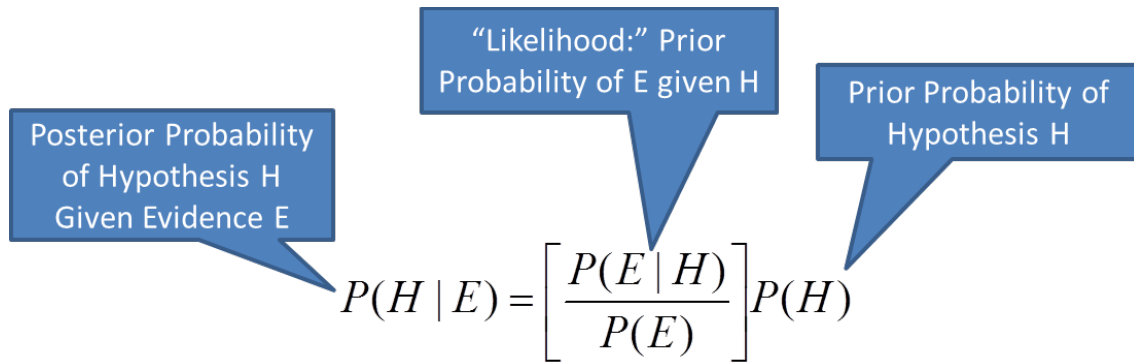 “Likelihood:” Prior
Probability of E given H
Prior Probability of
Hypothesis H
Posterior Probability
of Hypothesis H
Given Evidence E
P(H | E) = [P(E | H) / P(E)] P(H)